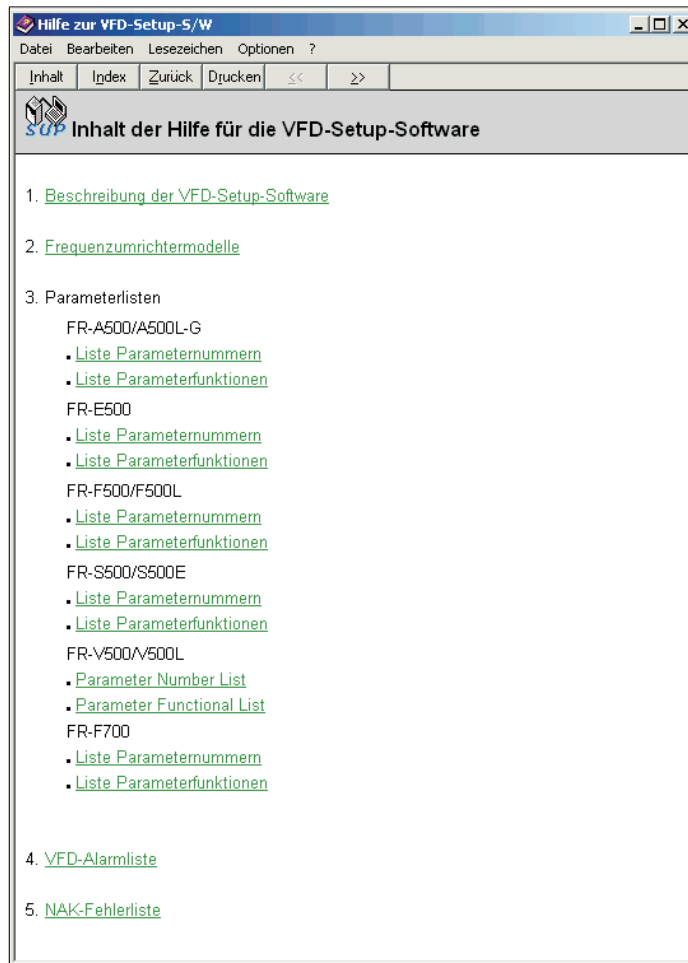 Hilfe zur VFD-Setup-S/W
Datei Bearbeiten Lesezeichen Optionen ?
Inhalt Index Zurück Drucken << >>
SUP Inhalt der Hilfe für die VFD-Setup-Software
1. Beschreibung der VFD-Setup-Software
2. Frequenzumrichtermodelle
3. Parameterlisten
FR-A500/A500L-G
▪ Liste Parameternummern
▪ Liste Parameterfunktionen
FR-E500
▪ Liste Parameternummern
▪ Liste Parameterfunktionen
FR-F500/F500L
▪ Liste Parameternummern
▪ Liste Parameterfunktionen
FR-S500/S500E
▪ Liste Parameternummern
▪ Liste Parameterfunktionen
FR-V500/V500L
▪ Parameter Number List
▪ Parameter Functional List
FR-F700
▪ Liste Parameternummern
▪ Liste Parameterfunktionen
4. VFD-Alarmliste
5. NAK-Fehlerliste